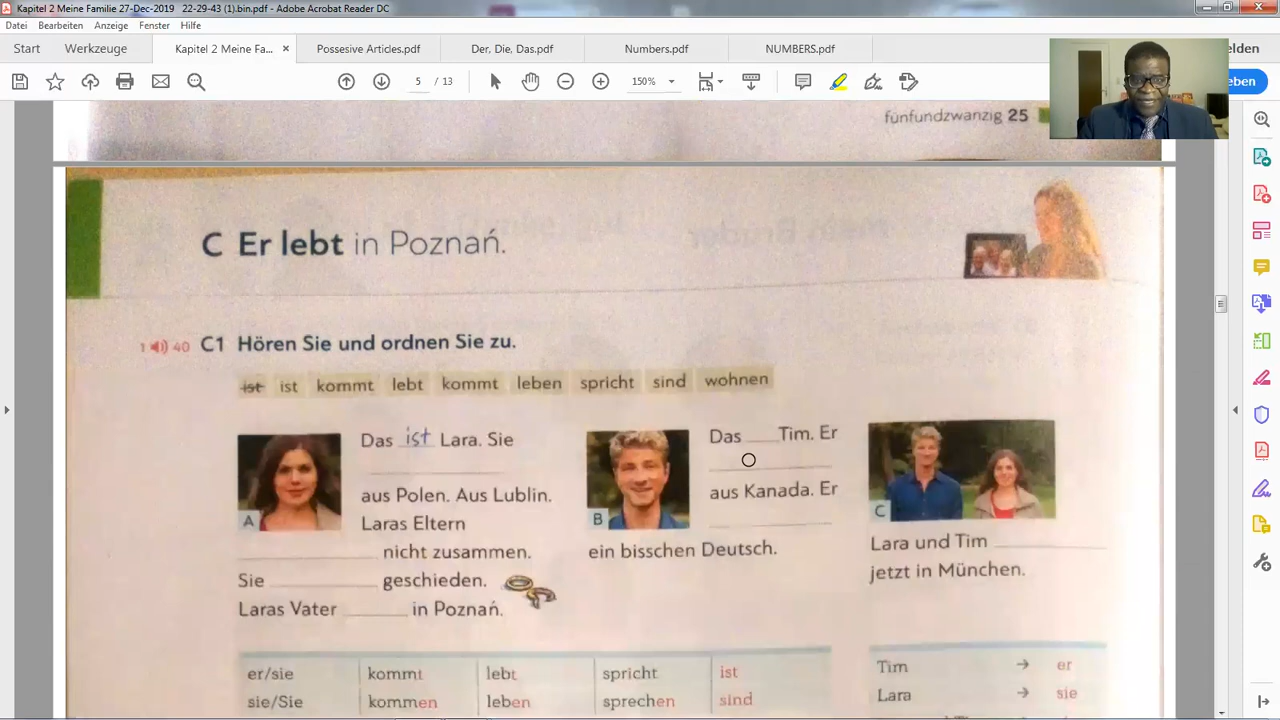 Kapitel 2 Meine Familie 27-Dec-2019 22-29-43 (1).bin.pdf - Adobe Acrobat Reader DC
Datei Bearbeiten Anzeige Fenster Hilfe
Start Werkzeuge Kapitel 2 Meine Fa... × Possesive Articles.pdf Der, Die, Das.pdf Numbers.pdf NUMBERS.pdf elden
5 / 13 150% eben
fünfundzwanzig 25
C Er lebt in Poznań.
1 40 C1 Hören Sie und ordnen Sie zu.
ist ist kommt lebt kommt leben spricht sind wohnen
A
Das ist Lara. Sie
aus Polen. Aus Lublin.
Laras Eltern
nicht zusammen.
Sie geschieden.
Laras Vater in Poznań.
B
Das Tim. Er
aus Kanada. Er
ein bisschen Deutsch.
C
Lara und Tim
jetzt in München.
er/sie kommt lebt spricht ist
sie/Sie kommen leben sprechen sind
Tim → er
Lara → sie